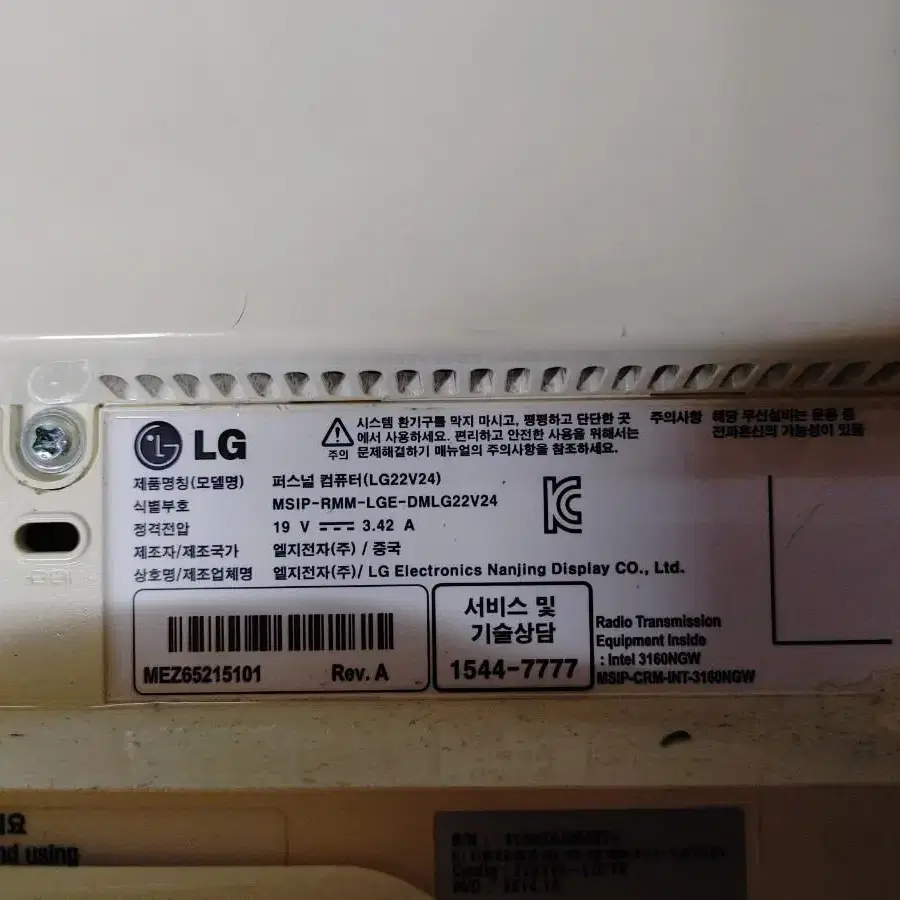 LG
주의
시스템 환기구를 막지 마시고, 평평하고 단단한 곳
에서 사용하세요. 편리하고 안전한 사용을 위해서는
문제해결하기 매뉴얼의 주의사항을 참조하세요.
주의사항 해당 무선설비는 운용 중
전파혼신의 가능성이 있음
제품명칭(모델명) 퍼스널 컴퓨터(LG22V24)
식별부호 MSIP-RMM-LGE-DMLG22V24
정격전압 19 V 3.42 A
제조자/제조국가 엘지전자(주) / 중국
상호명/제조업체명 엘지전자(주)/ LG Electronics Nanjing Display CO., Ltd.
MEZ65215101 Rev. A
서비스 및
기술상담
1544-7777
Radio Transmission
Equipment Inside
: Intel 3160NGW
MSIP-CRM-INT-3160NGW
nd using